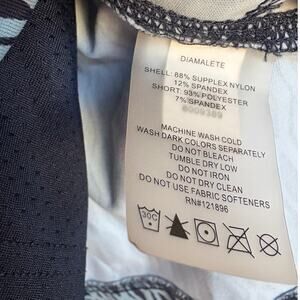 DIAMALETE
SHELL: 88% SUPPLEX NYLON
12% SPANDEX
SHORT: 93% POLYESTER
7% SPANDEX
6009389
MACHINE WASH COLD
WASH DARK COLORS SEPARATELY
DO NOT BLEACH
TUMBLE DRY LOW
DO NOT IRON
DO NOT DRY CLEAN
DO NOT USE FABRIC SOFTENERS
RN#121896
30C